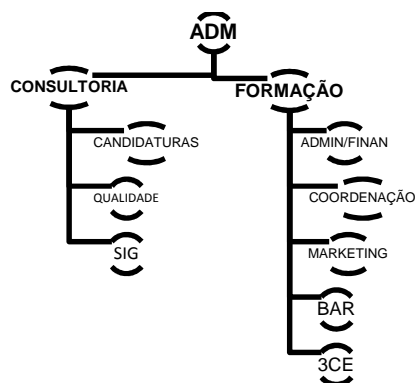 ADM
CONSULTORIA
FORMAÇÃO
CANDIDATURAS
QUALIDADE
SIG
ADMIN/FINAN
COORDENAÇÃO
MARKETING
BAR
3CE